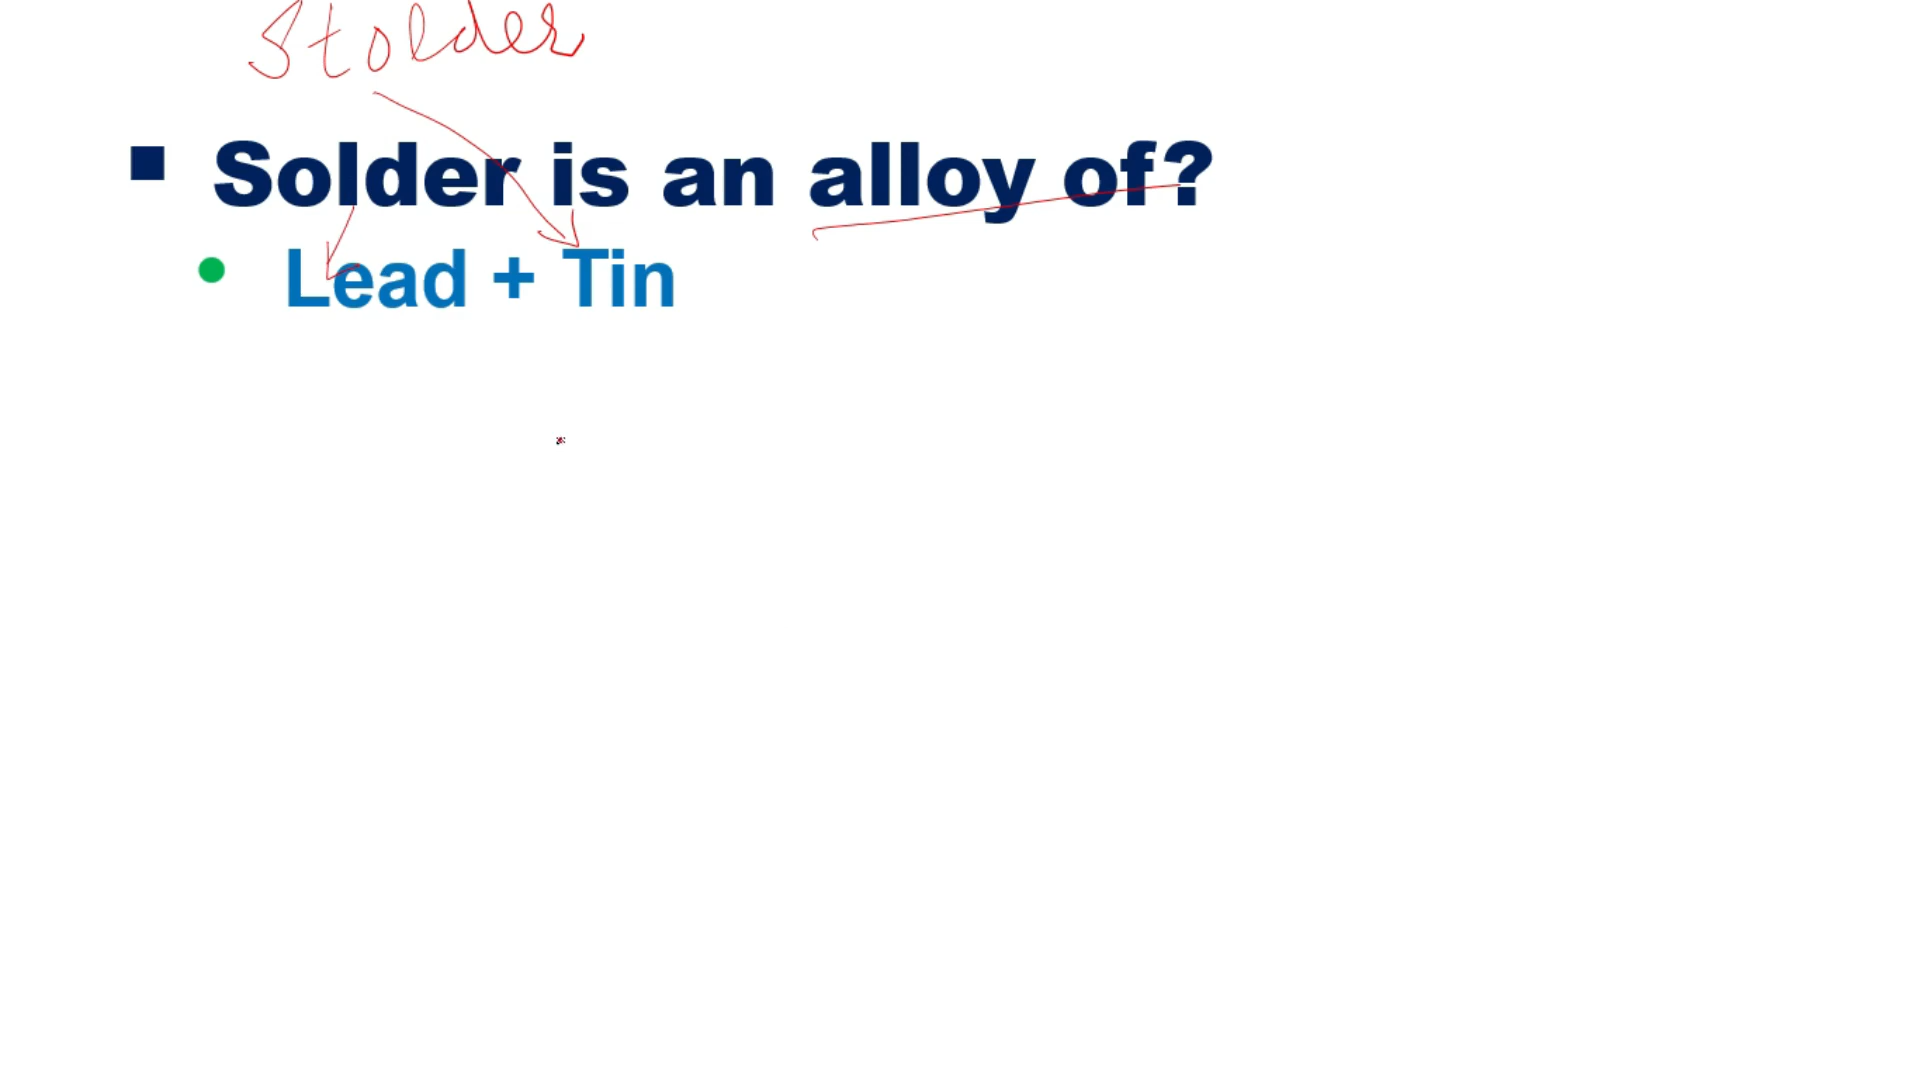 Stolder
▪ Solder is an alloy of?
• Lead + Tin